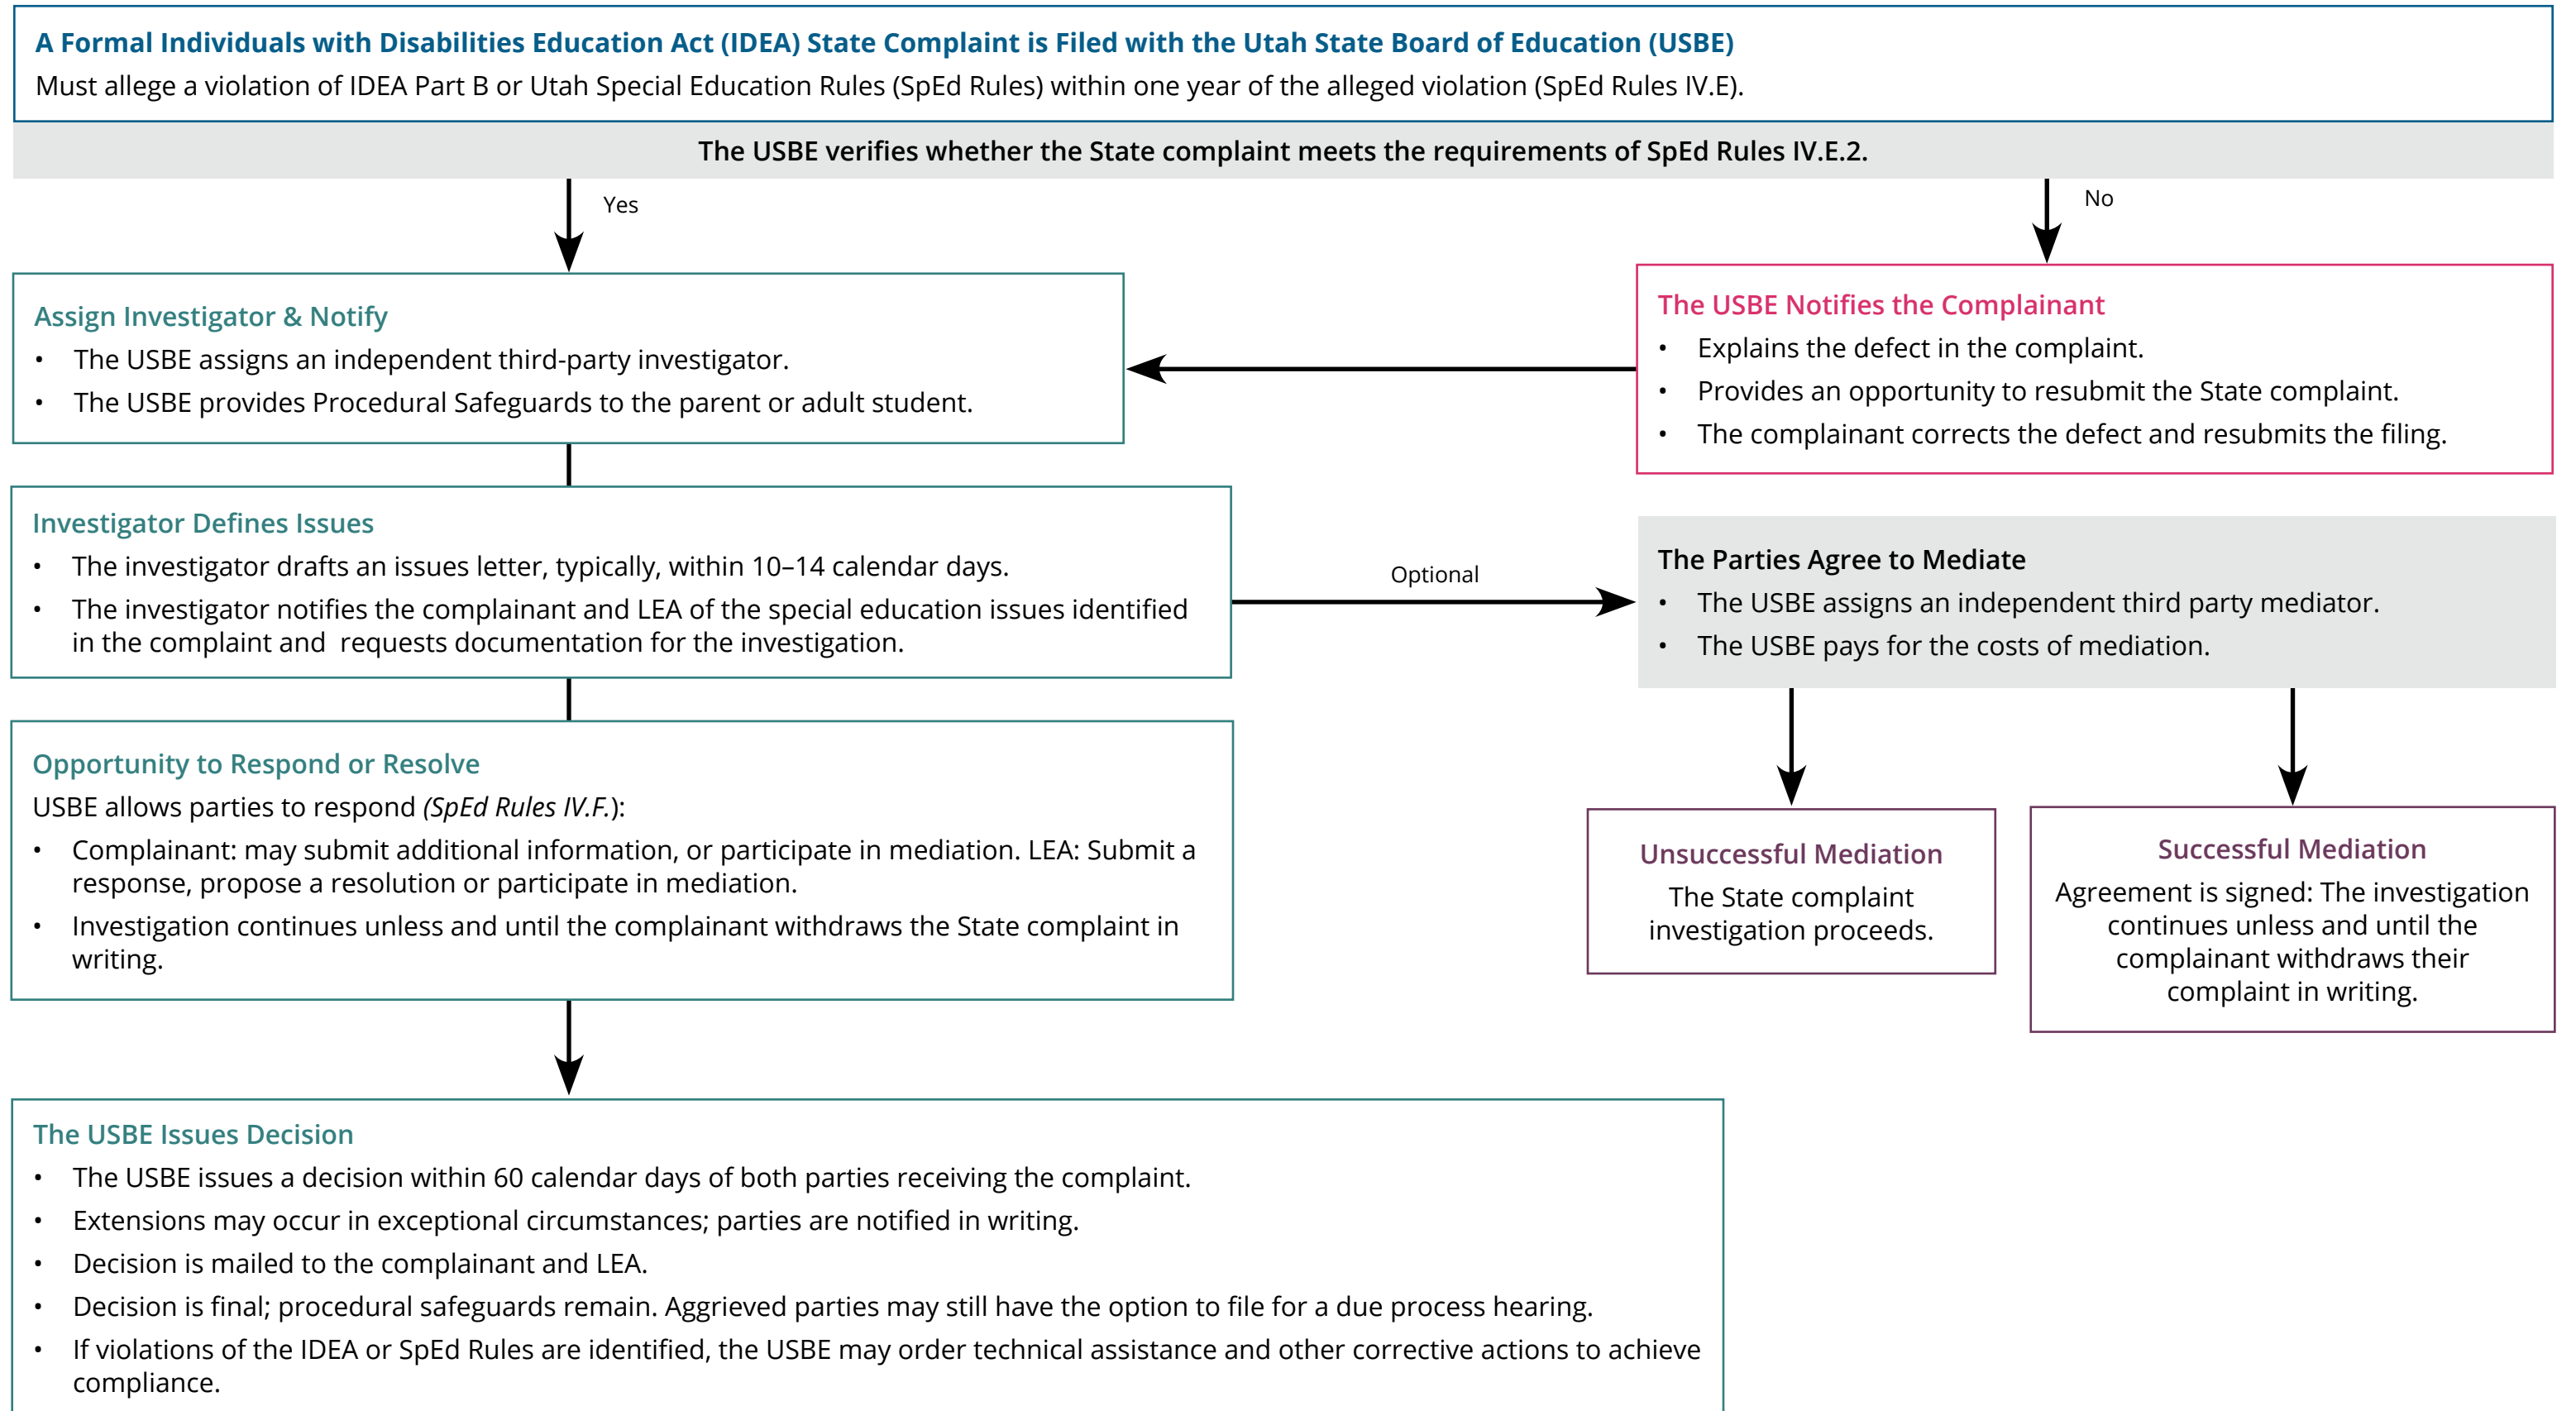 A Formal Individuals with Disabilities Education Act (IDEA) State Complaint is Filed with the Utah State Board of Education (USBE)
Must allege a violation of IDEA Part B or Utah Special Education Rules (SpEd Rules) within one year of the alleged violation (SpEd Rules IV.E).
The USBE verifies whether the State complaint meets the requirements of SpEd Rules IV.E.2.
Yes
No
Assign Investigator & Notify
• The USBE assigns an independent third-party investigator.
• The USBE provides Procedural Safeguards to the parent or adult student.
The USBE Notifies the Complainant
• Explains the defect in the complaint.
• Provides an opportunity to resubmit the State complaint.
• The complainant corrects the defect and resubmits the filing.
Investigator Defines Issues
• The investigator drafts an issues letter, typically, within 10–14 calendar days.
• The investigator notifies the complainant and LEA of the special education issues identified
in the complaint and  requests documentation for the investigation.
Optional
The Parties Agree to Mediate
• The USBE assigns an independent third party mediator.
• The USBE pays for the costs of mediation.
Opportunity to Respond or Resolve
USBE allows parties to respond (SpEd Rules IV.F.):
• Complainant: may submit additional information, or participate in mediation. LEA: Submit a
response, propose a resolution or participate in mediation.
• Investigation continues unless and until the complainant withdraws the State complaint in
writing.
Unsuccessful Mediation
The State complaint
investigation proceeds.
Successful Mediation
Agreement is signed: The investigation
continues unless and until the
complainant withdraws their
complaint in writing.
The USBE Issues Decision
• The USBE issues a decision within 60 calendar days of both parties receiving the complaint.
• Extensions may occur in exceptional circumstances; parties are notified in writing.
• Decision is mailed to the complainant and LEA.
• Decision is final; procedural safeguards remain. Aggrieved parties may still have the option to file for a due process hearing.
• If violations of the IDEA or SpEd Rules are identified, the USBE may order technical assistance and other corrective actions to achieve
compliance.